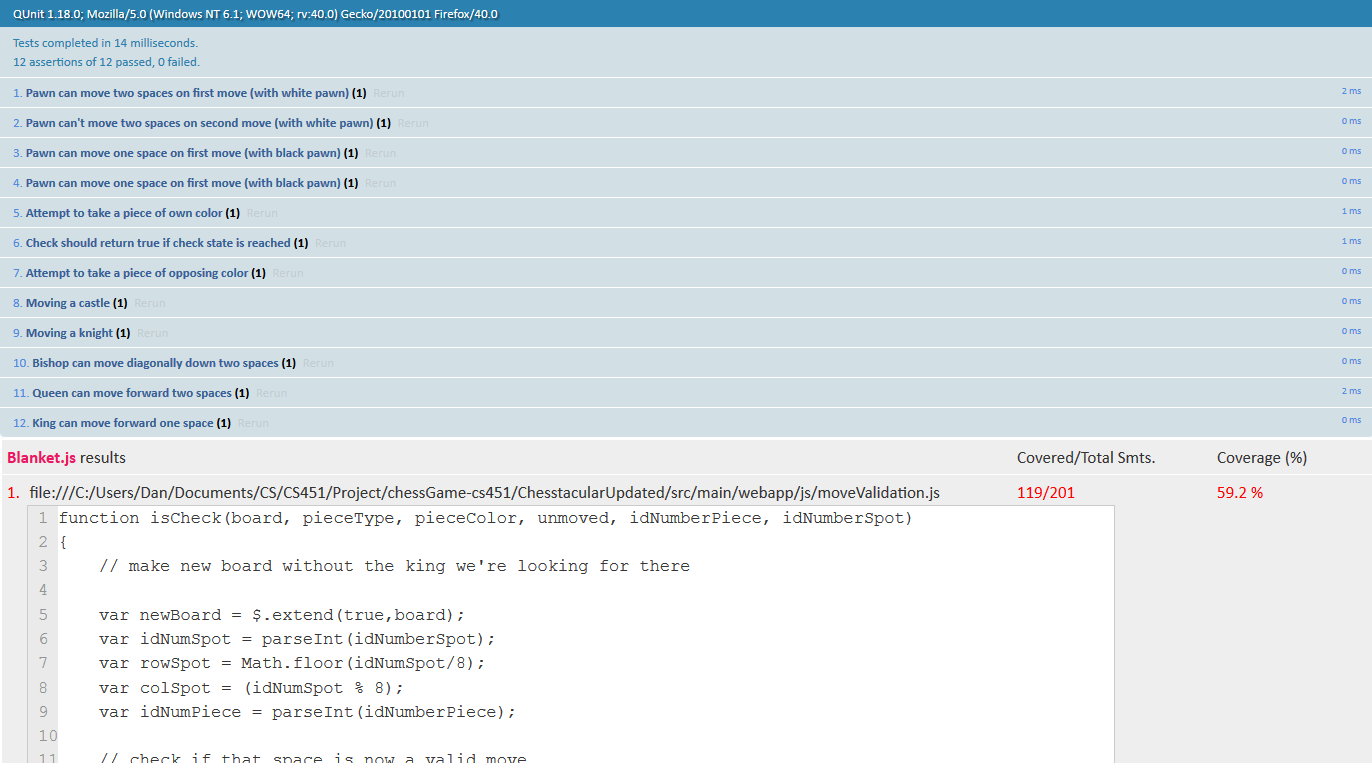 QUnit 1.18.0; Mozilla/5.0 (Windows NT 6.1; WOW64; rv:40.0) Gecko/20100101 Firefox/40.0
Tests completed in 14 milliseconds.
12 assertions of 12 passed, 0 failed.
1. Pawn can move two spaces on first move (with white pawn) (1) Rerun 2 ms
2. Pawn can't move two spaces on second move (with white pawn) (1) Rerun 0 ms
3. Pawn can move one space on first move (with black pawn) (1) Rerun 0 ms
4. Pawn can move one space on first move (with black pawn) (1) Rerun 0 ms
5. Attempt to take a piece of own color (1) Rerun 1 ms
6. Check should return true if check state is reached (1) Rerun 1 ms
7. Attempt to take a piece of opposing color (1) Rerun 0 ms
8. Moving a castle (1) Rerun 0 ms
9. Moving a knight (1) Rerun 0 ms
10. Bishop can move diagonally down two spaces (1) Rerun 0 ms
11. Queen can move forward two spaces (1) Rerun 2 ms
12. King can move forward one space (1) Rerun 0 ms
Blanket.js results Covered/Total Smts. Coverage (%)
1. file:///C:/Users/Dan/Documents/CS/CS451/Project/chessGame-cs451/ChesstacularUpdated/src/main/webapp/js/moveValidation.js 119/201 59.2 %
1 function isCheck(board, pieceType, pieceColor, unmoved, idNumberPiece, idNumberSpot)
2 {
3 // make new board without the king we're looking for there
4
5 var newBoard = $.extend(true,board);
6 var idNumSpot = parseInt(idNumberSpot);
7 var rowSpot = Math.floor(idNumSpot/8);
8 var colSpot = (idNumSpot % 8);
9 var idNumPiece = parseInt(idNumberPiece);
10
11 // check if that space is now a valid move